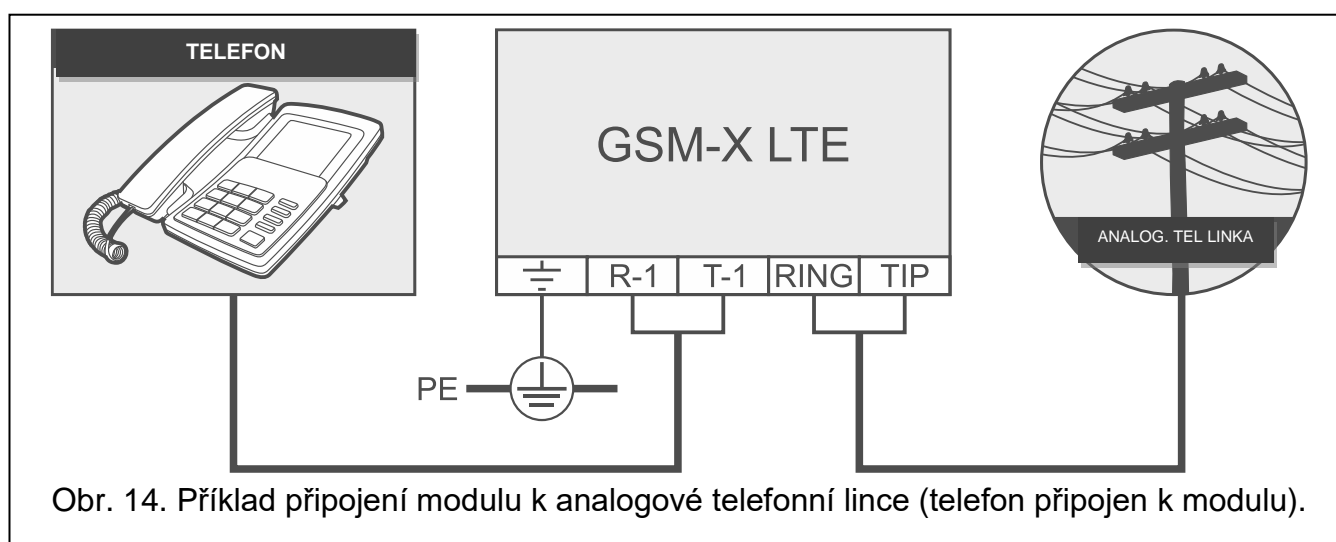 TELEFON
GSM-X LTE
ANALOG. TEL LINKA
R-1 T-1 RING TIP
PE
Obr. 14. Příklad připojení modulu k analogové telefonní lince (telefon připojen k modulu).